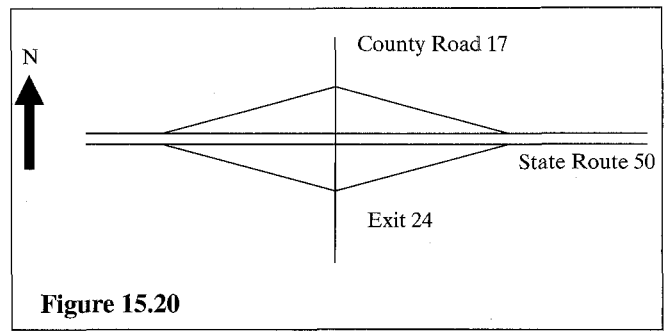 County Road 17
N
State Route 50
Exit 24
Figure 15.20